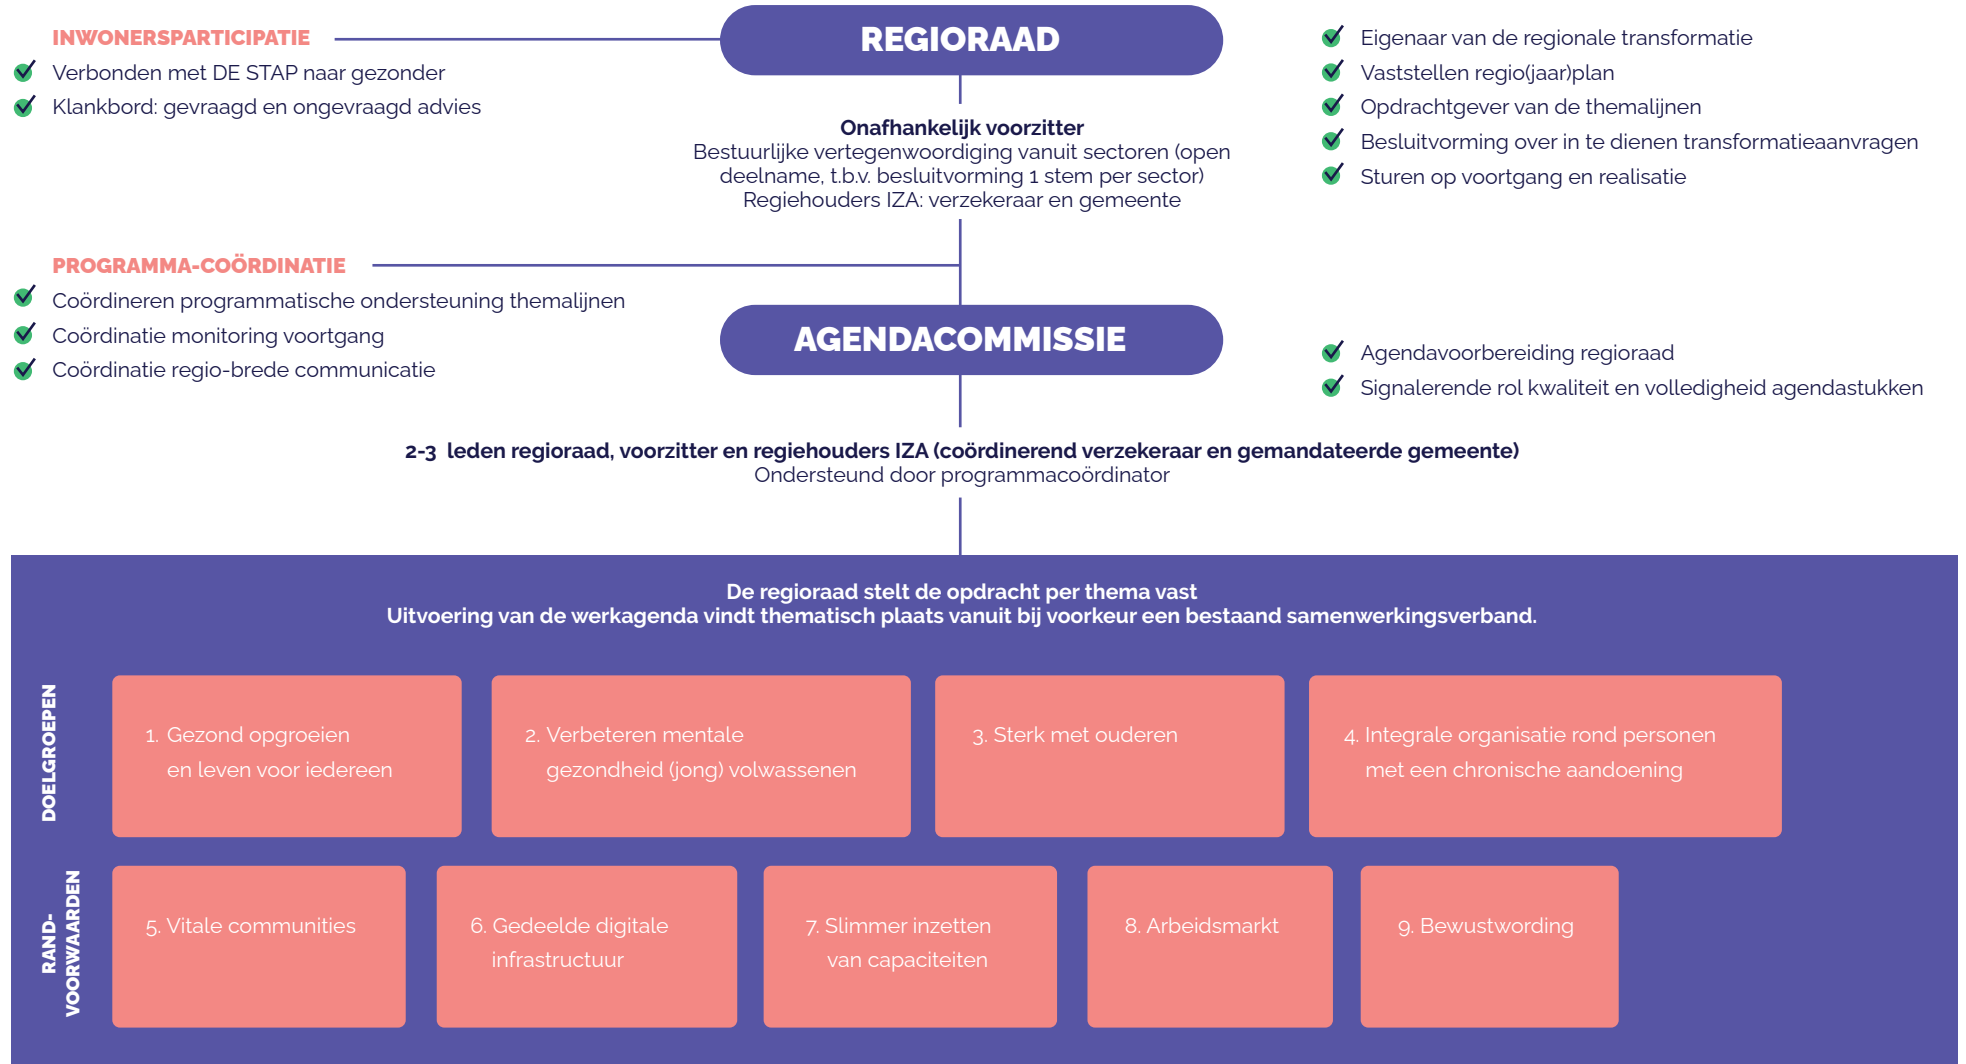 INWONERSPARTICIPATIE
Verbonden met DE STAP naar gezonder
Klankbord: gevraagd en ongevraagd advies
REGIORAAD
Eigenaar van de regionale transformatie
Vaststellen regio(jaar)plan
Opdrachtgever van de themalijnen
Besluitvorming over in te dienen transformatieaanvragen
Sturen op voortgang en realisatie
Onafhankelijk voorzitter
Bestuurlijke vertegenwoordiging vanuit sectoren (open
deelname, t.b.v. besluitvorming 1 stem per sector)
Regiehouders IZA: verzekeraar en gemeente
PROGRAMMA-COÖRDINATIE
Coördineren programmatische ondersteuning themalijnen
Coördinatie monitoring voortgang
Coördinatie regio-brede communicatie
AGENDACOMMISSIE
Agendavoorbereiding regioraad
Signalerende rol kwaliteit en volledigheid agendastukken
2-3 leden regioraad, voorzitter en regiehouders IZA (coördinerend verzekeraar en gemandateerde gemeente)
Ondersteund door programmacoördinator
De regioraad stelt de opdracht per thema vast
Uitvoering van de werkagenda vindt thematisch plaats vanuit bij voorkeur een bestaand samenwerkingsverband.
DOELGROEPEN
1. Gezond opgroeien
en leven voor iedereen
2. Verbeteren mentale
gezondheid (jong) volwassenen
3. Sterk met ouderen
4. Integrale organisatie rond personen
met een chronische aandoening
RAND-
VOORWAARDEN
5. Vitale communities
6. Gedeelde digitale
infrastructuur
7. Slimmer inzetten
van capaciteiten
8. Arbeidsmarkt
9. Bewustwording